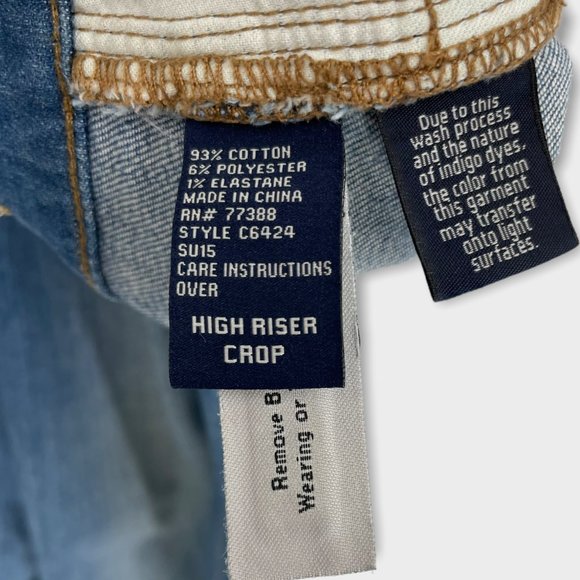 93% COTTON
6% POLYESTER
1% ELASTANE
MADE IN CHINA
RN# 77388
STYLE C6424
SU15
CARE INSTRUCTIONS
OVER
HIGH RISER
CROP
Due to this
wash process
and the nature
of indigo dyes,
the color from
this garment
may transfer
onto light
surfaces.
Remove B
Wearing or